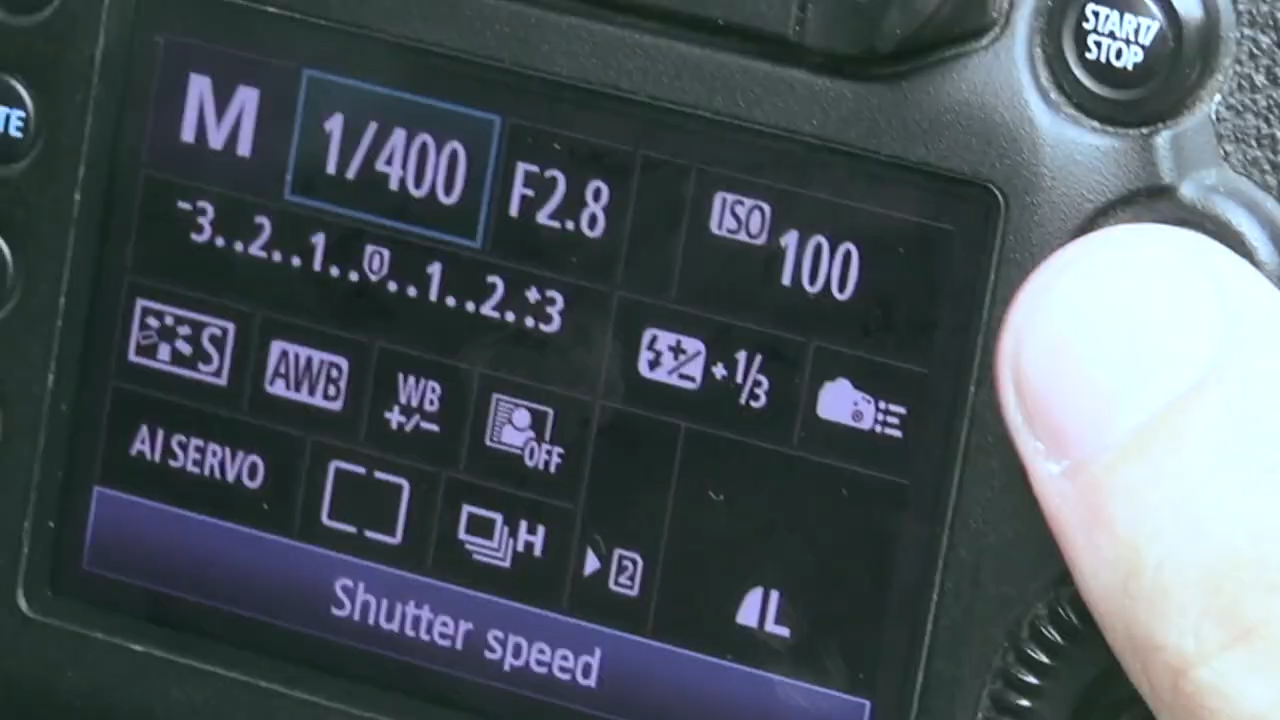 START/
STOP
TE
M 1/400 F2.8 ISO 100
-3..2..1..0..1..2..+3
+1/3
S AWB WB +/- OFF
AI SERVO H 2 L
Shutter speed